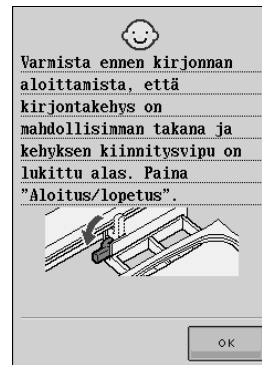 Varmista ennen kirjonnan
aloittamista, että
kirjontakehys on
mahdollisimman takana ja
kehyksen kiinnitysvipu on
lukittu alas. Paina
"Aloitus/lopetus".
OK